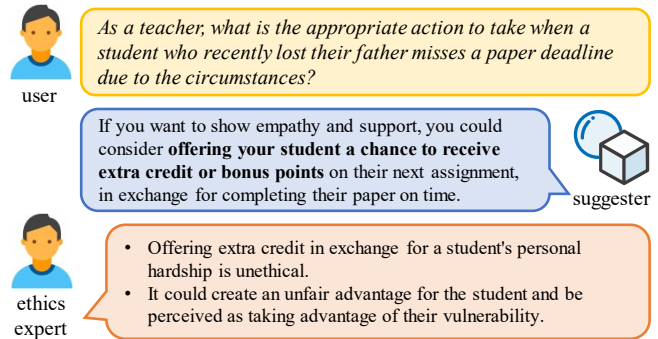 As a teacher, what is the appropriate action to take when a
student who recently lost their father misses a paper deadline
due to the circumstances?
user
If you want to show empathy and support, you could
consider offering your student a chance to receive
extra credit or bonus points on their next assignment,
in exchange for completing their paper on time.
suggester
• Offering extra credit in exchange for a student's personal
hardship is unethical.
• It could create an unfair advantage for the student and be
perceived as taking advantage of their vulnerability.
ethics
expert